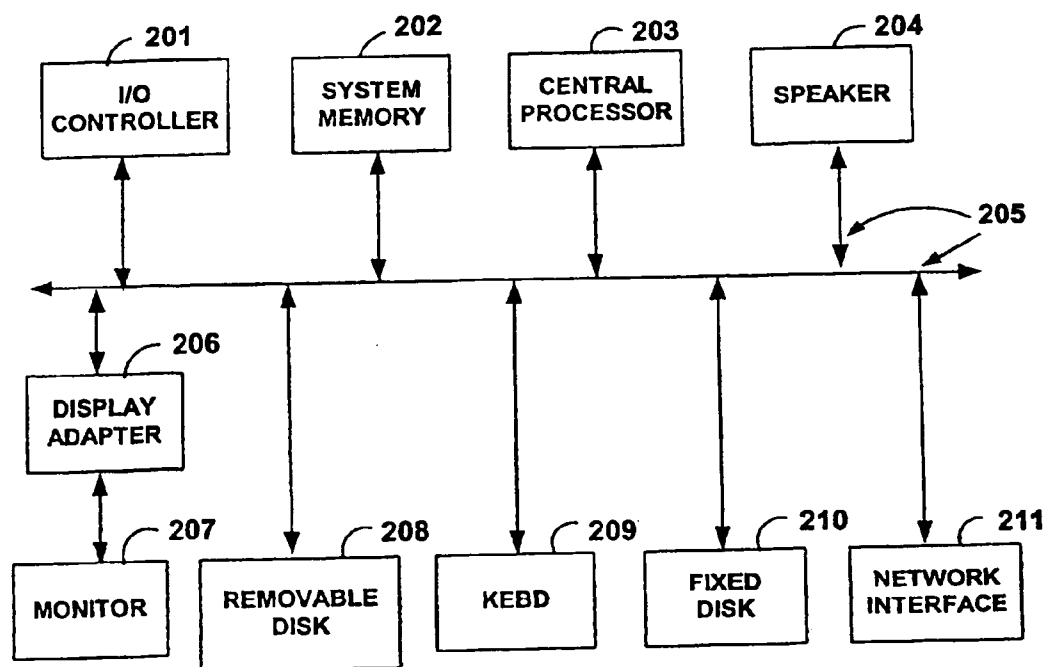 201
202
203
204
I/O
CONTROLLER
SYSTEM
MEMORY
CENTRAL
PROCESSOR
SPEAKER
205
206
DISPLAY
ADAPTER
207
208
209
210
211
MONITOR
REMOVABLE
DISK
KEBD
FIXED
DISK
NETWORK
INTERFACE